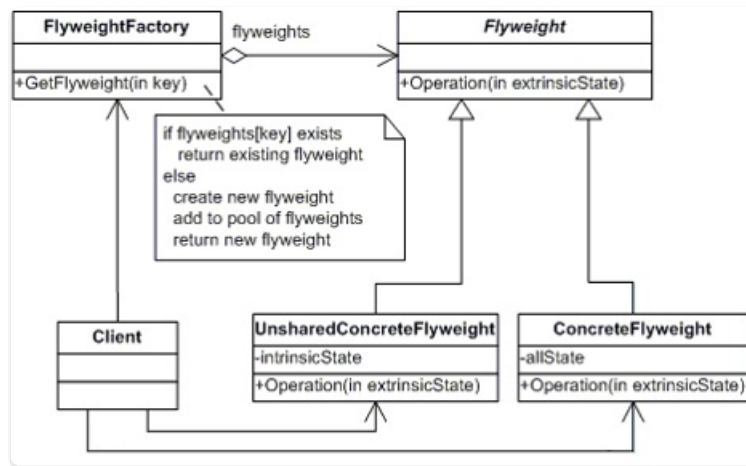 FlyweightFactory
+GetFlyweight(in key)
flyweights
Flyweight
+Operation(in extrinsicState)
if flyweights[key] exists
return existing flyweight
else
create new flyweight
add to pool of flyweights
return new flyweight
Client
UnsharedConcreteFlyweight
-intrinsicState
+Operation(in extrinsicState)
ConcreteFlyweight
-allState
+Operation(in extrinsicState)